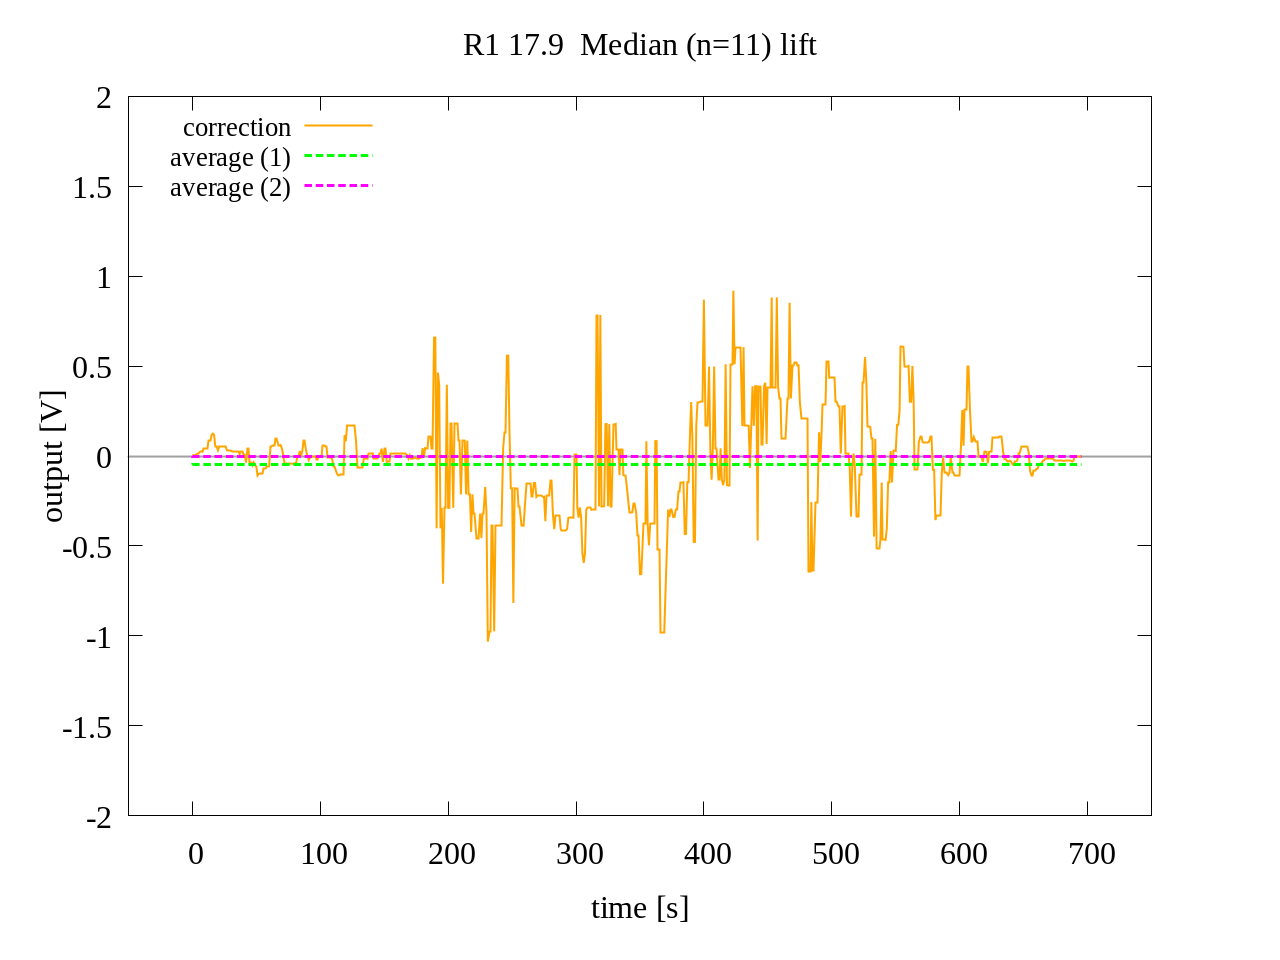 R1 17.9  Median (n=11) lift
correction
average (1)
average (2)
2
1.5
1
0.5
0
-0.5
-1
-1.5
-2
output [V]
0 100 200 300 400 500 600 700
time [s]